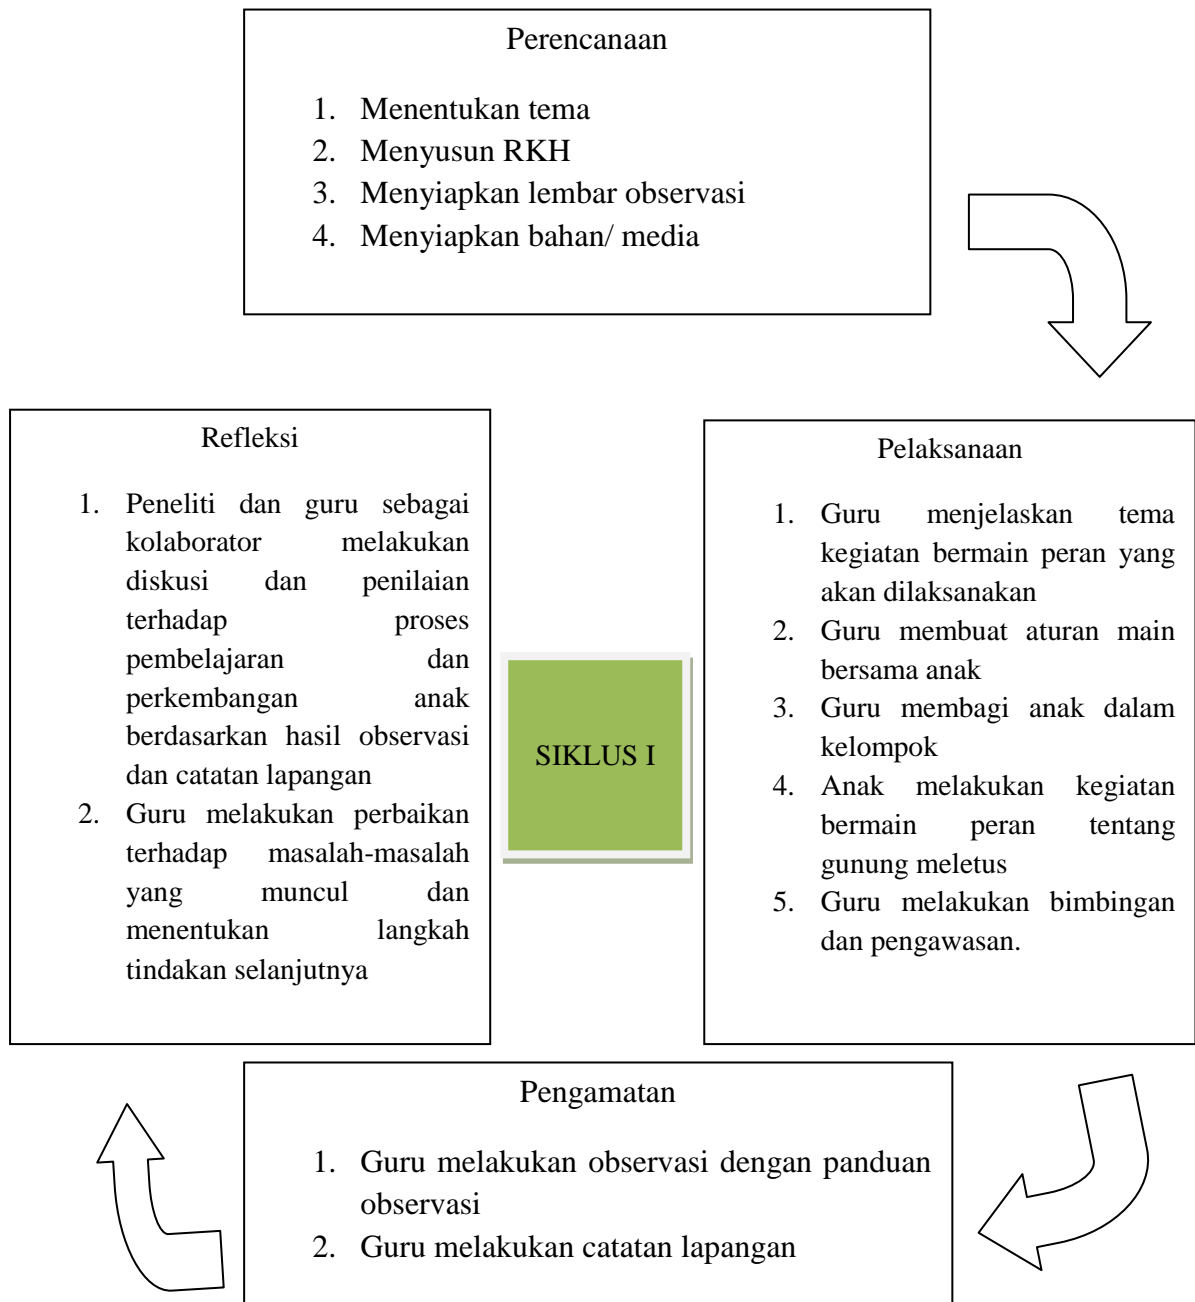 Perencanaan
1. Menentukan tema
2. Menyusun RKH
3. Menyiapkan lembar observasi
4. Menyiapkan bahan/ media
Refleksi
1. Peneliti dan guru sebagai
kolaborator melakukan
diskusi dan penilaian
terhadap proses
pembelajaran dan
perkembangan anak
berdasarkan hasil observasi
dan catatan lapangan
2. Guru melakukan perbaikan
terhadap masalah-masalah
yang muncul dan
menentukan langkah
tindakan selanjutnya
SIKLUS I
Pelaksanaan
1. Guru menjelaskan tema
kegiatan bermain peran yang
akan dilaksanakan
2. Guru membuat aturan main
bersama anak
3. Guru membagi anak dalam
kelompok
4. Anak melakukan kegiatan
bermain peran tentang
gunung meletus
5. Guru melakukan bimbingan
dan pengawasan.
Pengamatan
1. Guru melakukan observasi dengan panduan
observasi
2. Guru melakukan catatan lapangan